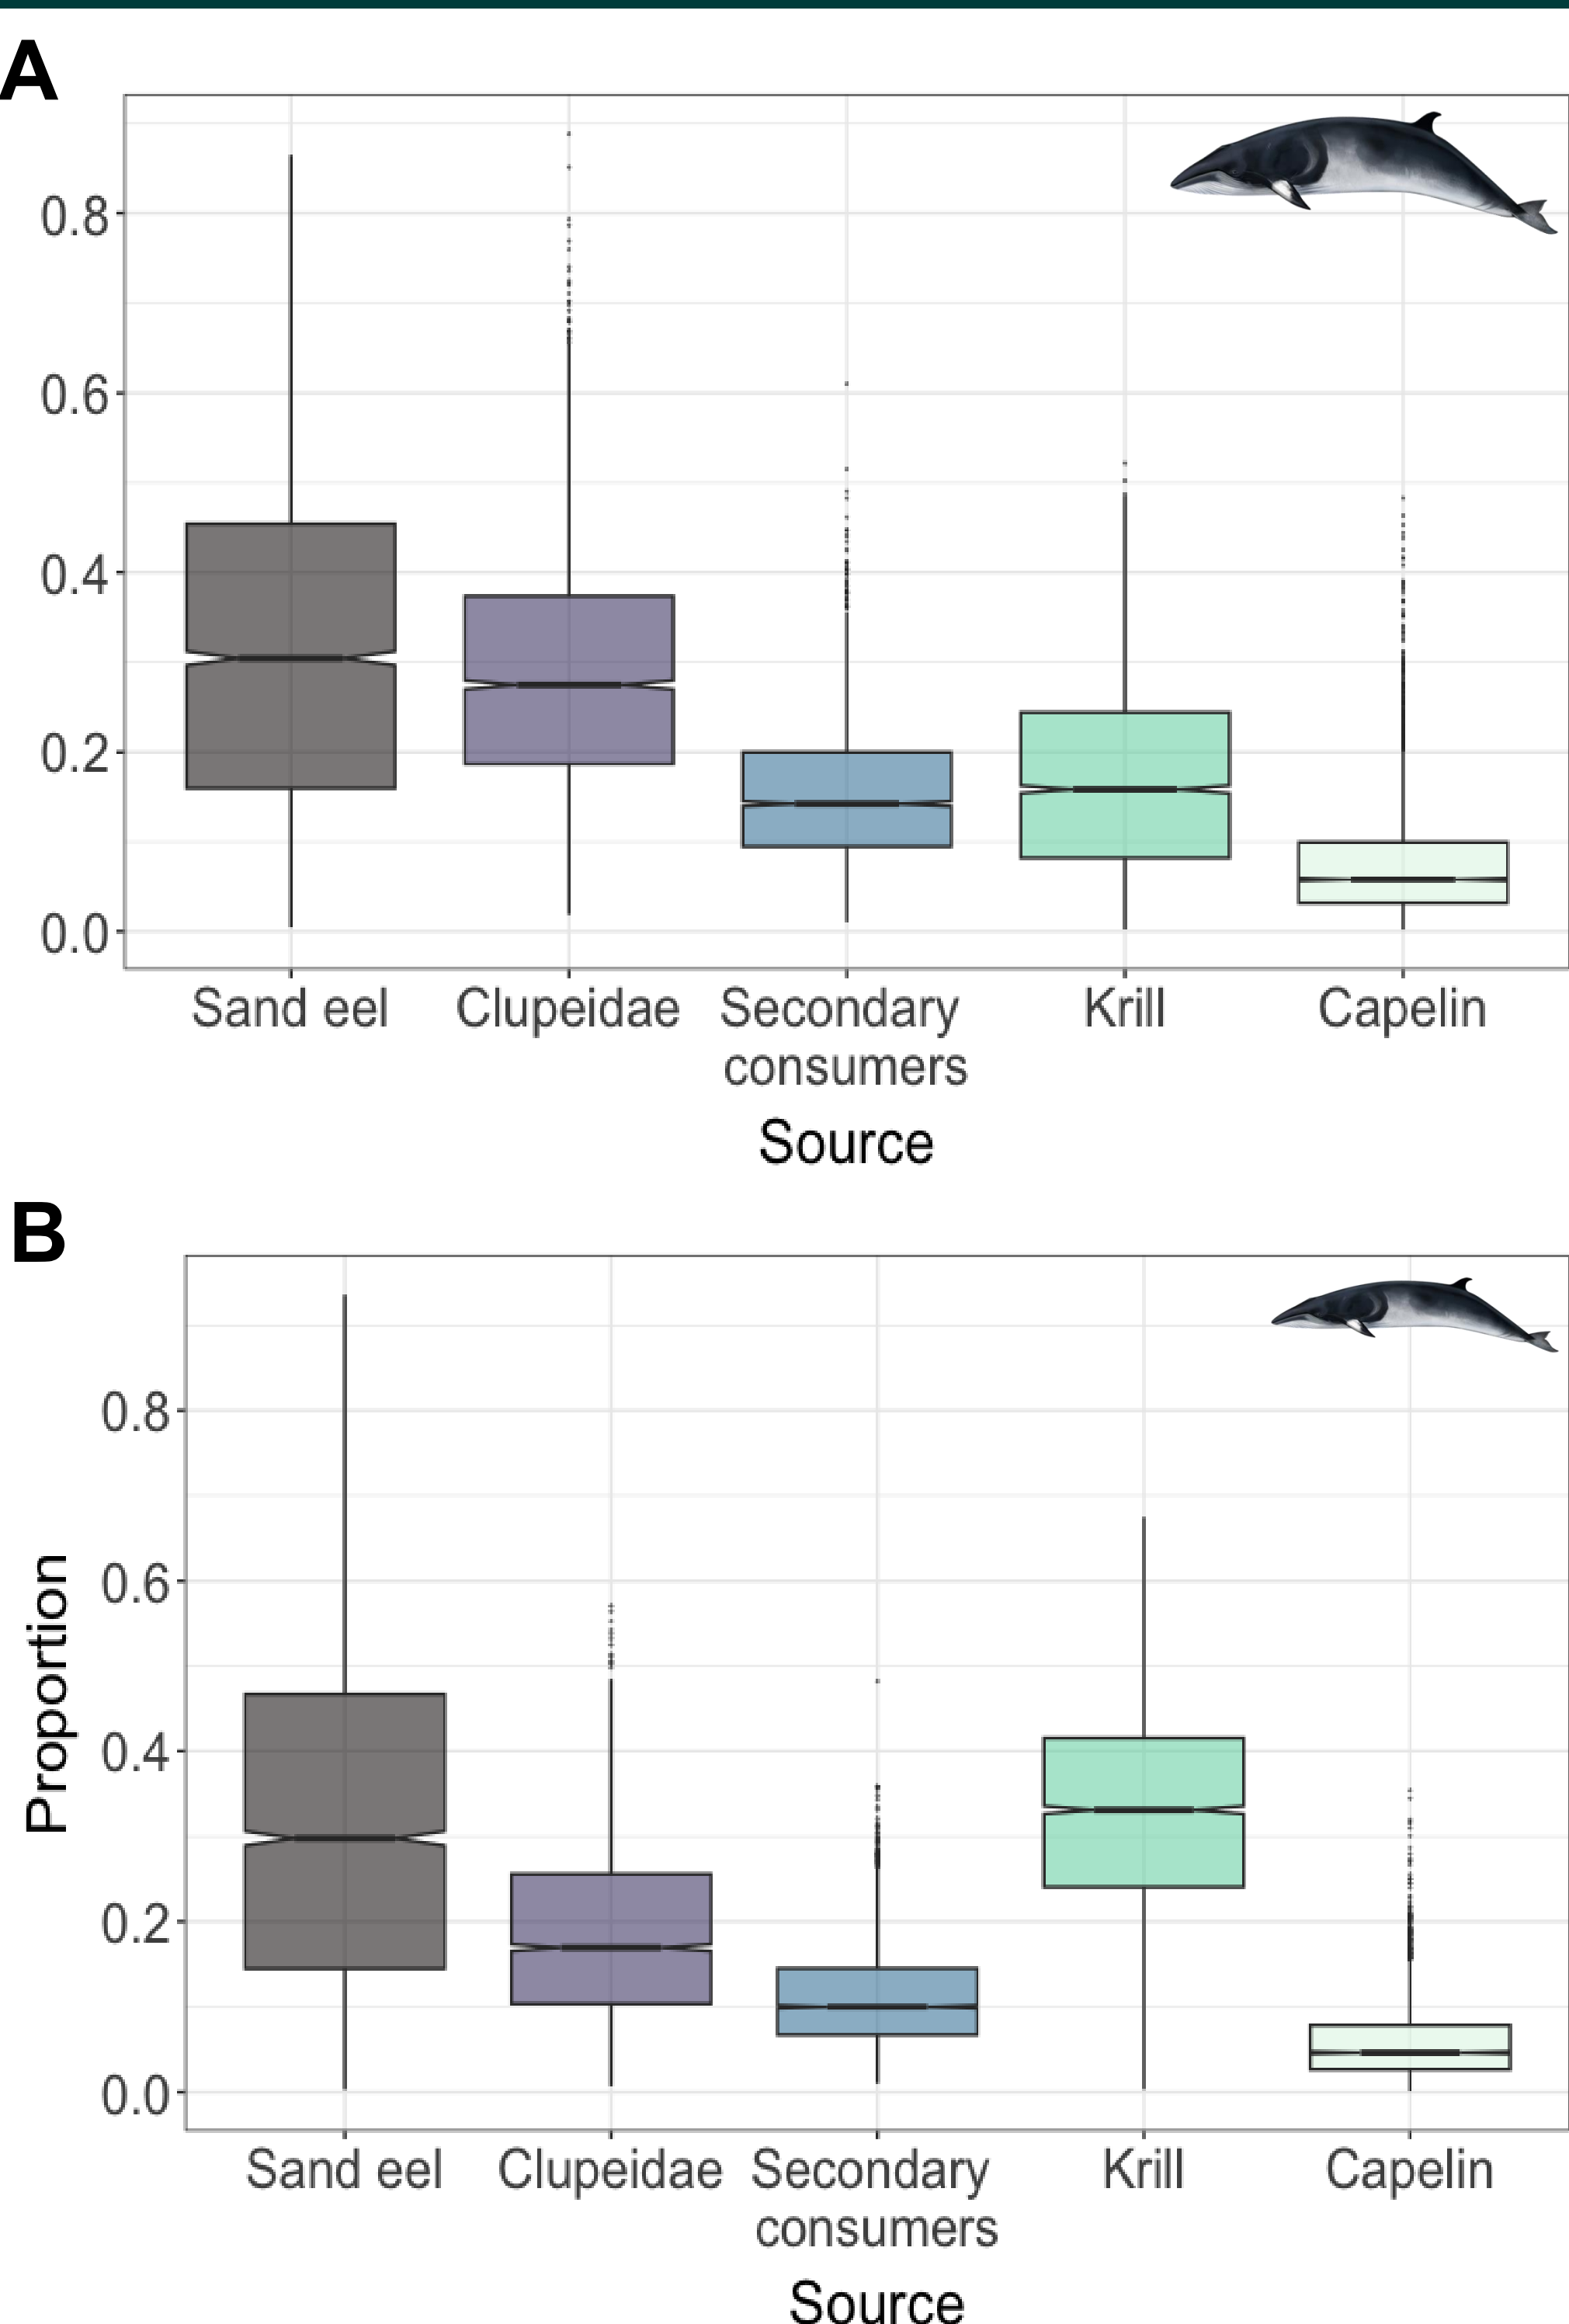 A
0.8
0.6
0.4
0.2
0.0
Sand eel Clupeidae Secondary consumers Krill Capelin
Source
B
Proportion
0.8
0.6
0.4
0.2
0.0
Sand eel Clupeidae Secondary consumers Krill Capelin
Source